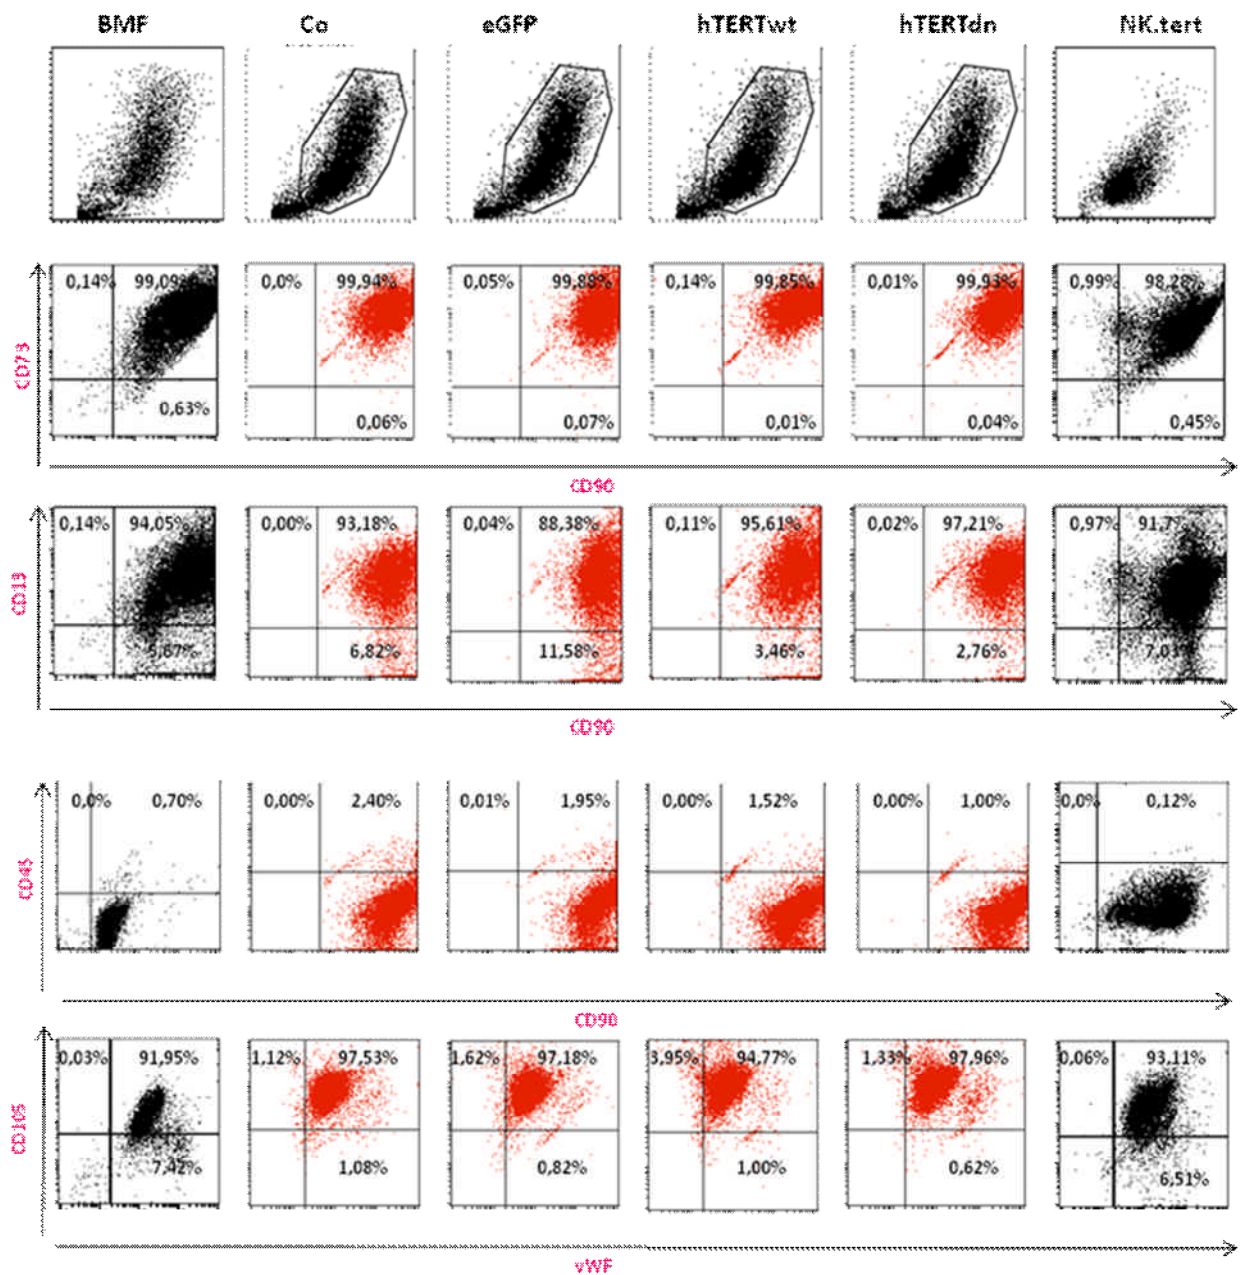 BMF Co eGFP hTERTwt hTERTdn NK.tert
0,14% 99,09% 0,0% 99,94% 0,05% 99,88% 0,14% 99,85% 0,01% 99,93% 0,99% 98,28%
CD73
0,63% 0,06% 0,07% 0,01% 0,04% 0,45%
CD90
0,14% 94,05% 0,00% 93,18% 0,04% 88,38% 0,11% 95,61% 0,02% 97,21% 0,97%
CD13
5,67% 6,82% 11,58% 3,46% 2,76% 7,03%
CD90
0,0% 0,70% 0,00% 2,40% 0,01% 1,95% 0,00% 1,52% 0,00% 1,00% 0,0% 0,12%
CD45
CD90
0,03% 91,95% 1,12% 97,53% 1,62% 97,18% 3,95% 94,77% 1,33% 97,96% 0,06% 93,11%
CD105
7,42% 1,08% 0,82% 1,00% 0,62% 6,51%
vWF